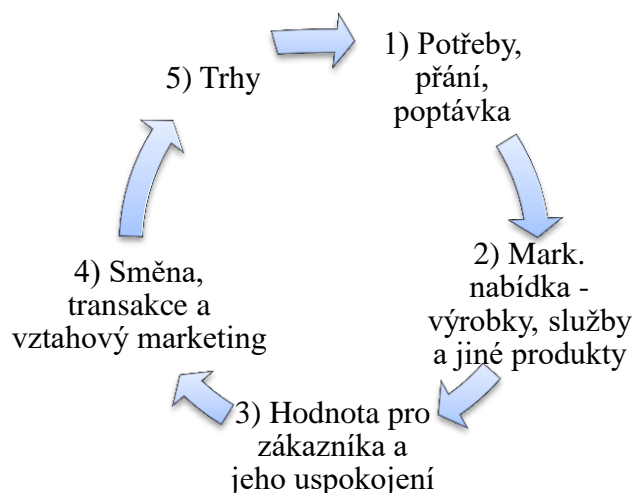 1) Potřeby,
přání,
poptávka
2) Mark.
nabídka -
výrobky, služby
a jiné produkty
3) Hodnota pro
zákazníka a
jeho uspokojení
4) Směna,
transakce a
vztahový marketing
5) Trhy